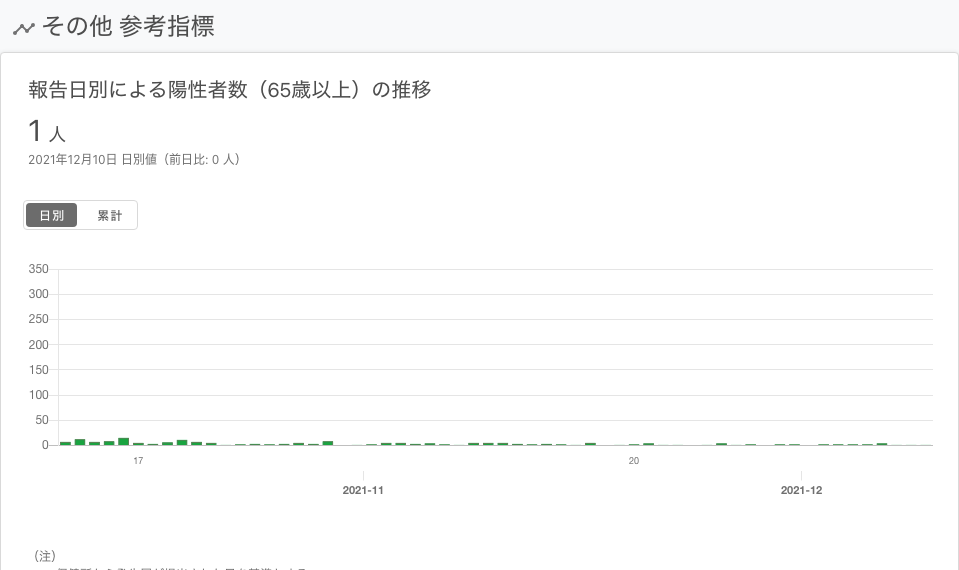 その他 参考指標
報告日別による陽性者数（65歳以上）の推移
1 人
2021年12月10日 日別値（前日比: 0 人）
日別 累計
350
300
250
200
150
100
50
0
17 20
2021-11 2021-12
（注）